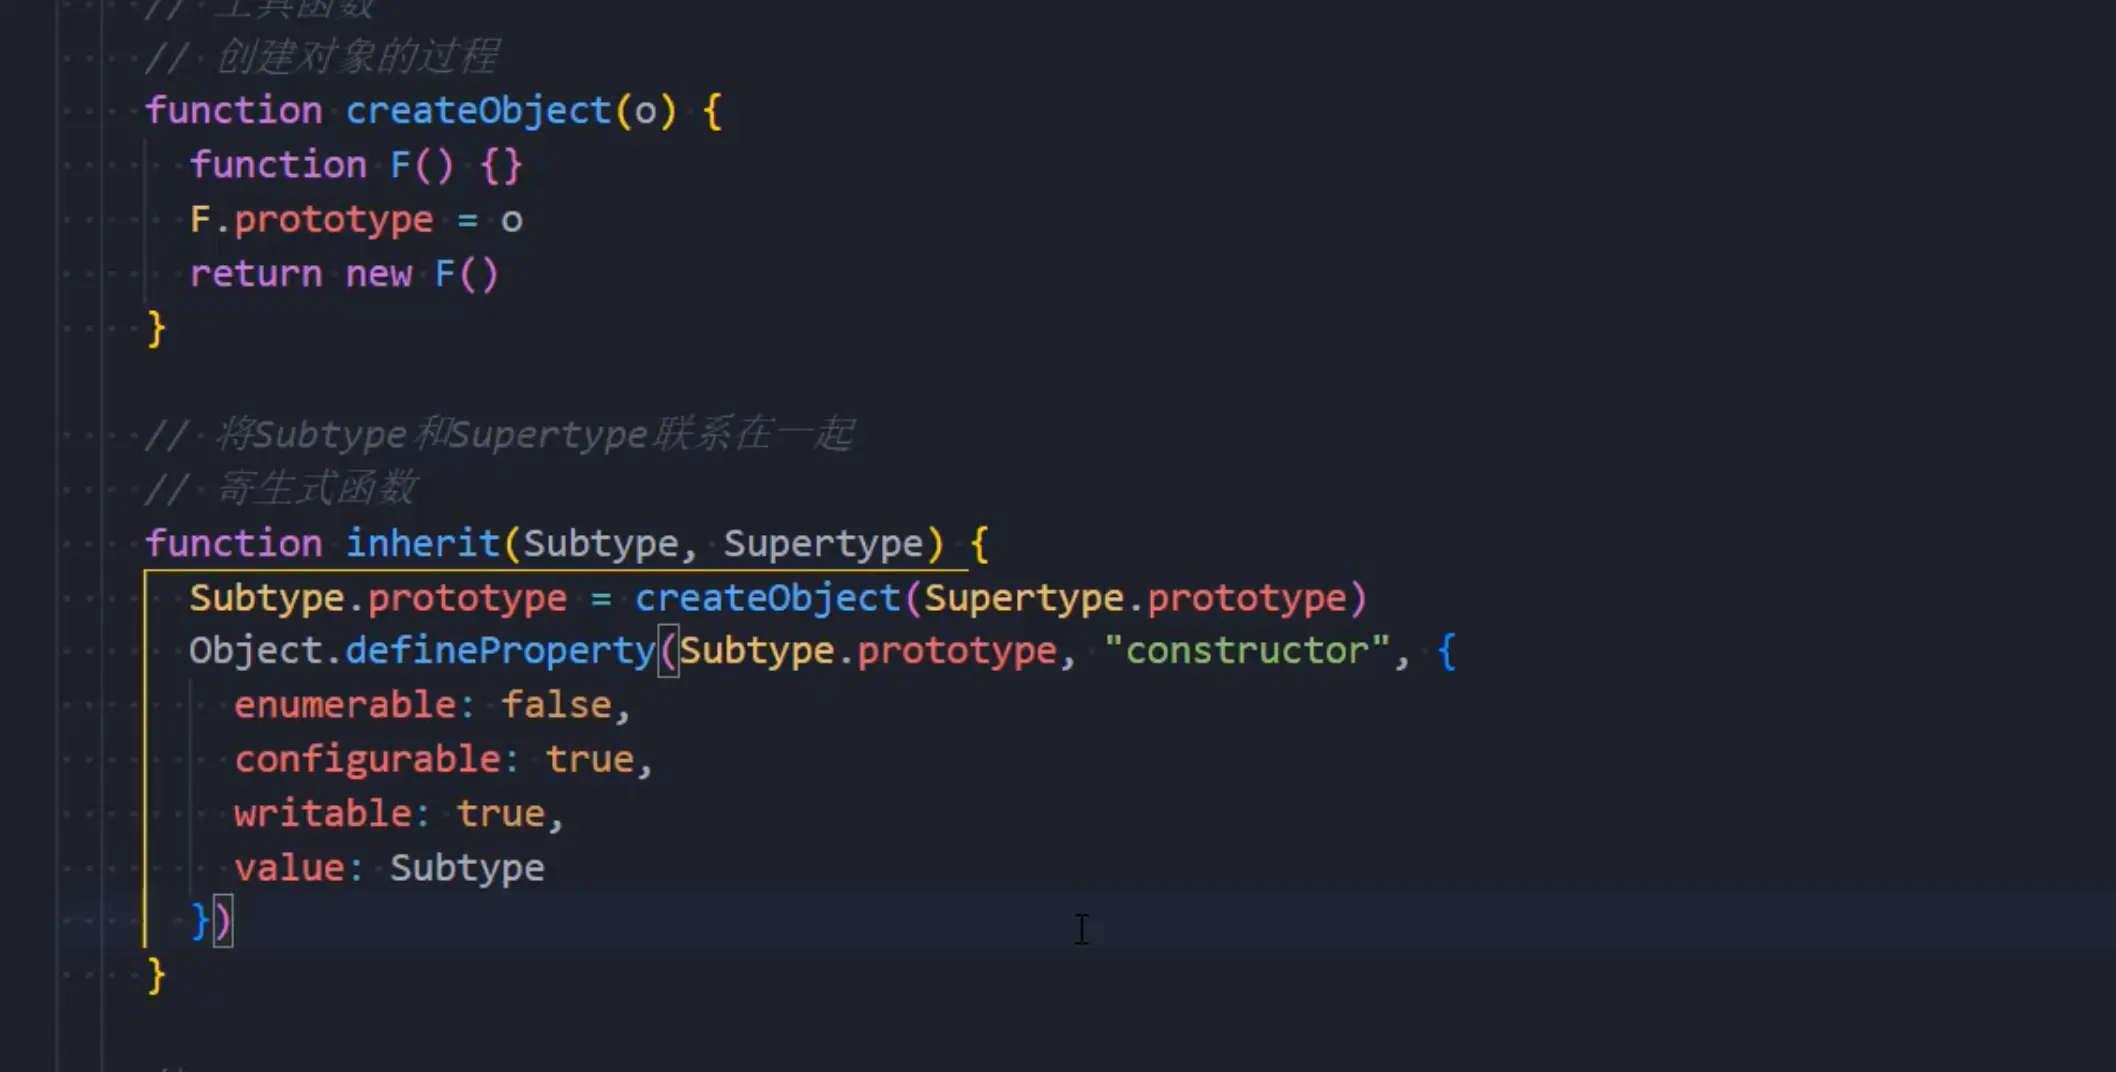 // 工具函数
// 创建对象的过程
function createObject(o) {
function F() {}
F.prototype = o
return new F()
}
// 将Subtype和Supertype联系在一起
// 寄生式函数
function inherit(Subtype, Supertype) {
Subtype.prototype = createObject(Supertype.prototype)
Object.defineProperty(Subtype.prototype, "constructor", {
enumerable: false,
configurable: true,
writable: true,
value: Subtype
})
}